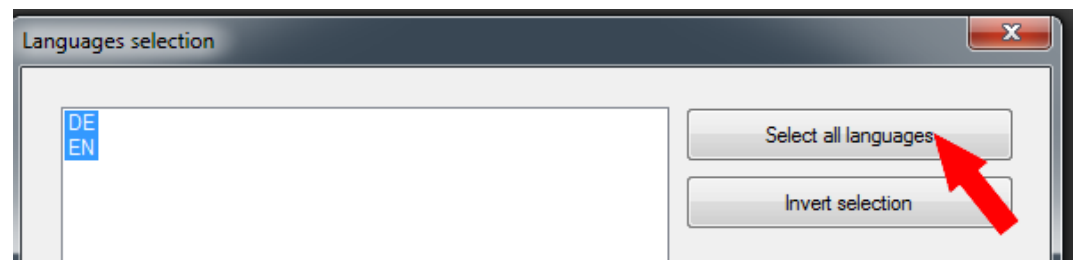 Languages selection
DE
EN
Select all languages
Invert selection